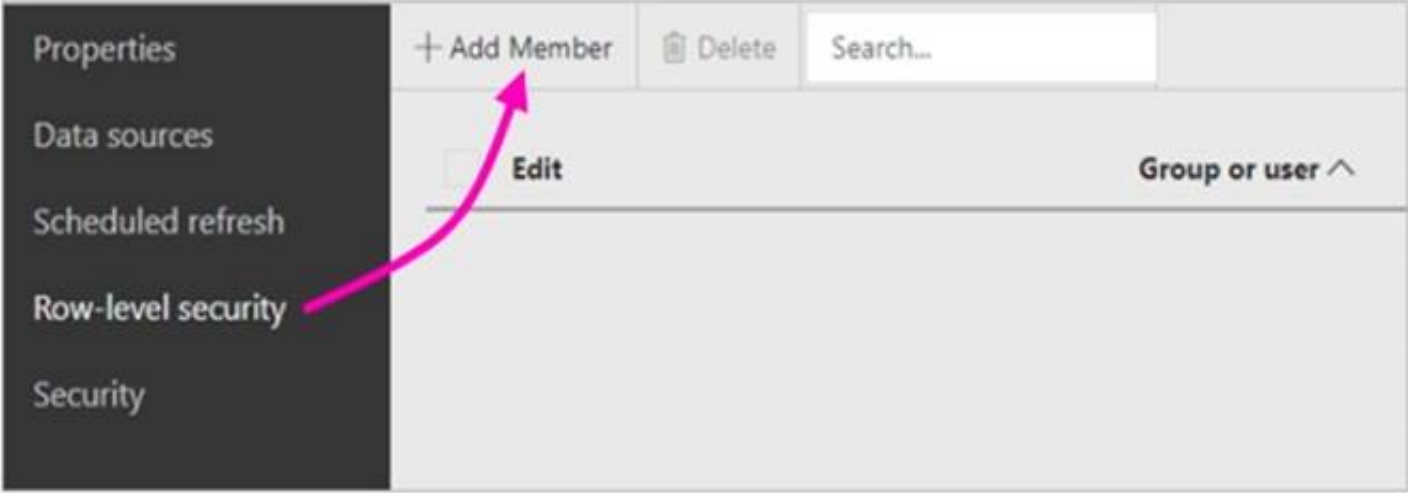 Properties
+ Add Member Delete Search...
Data sources
Edit Group or user
Scheduled refresh
Row-level security
Security